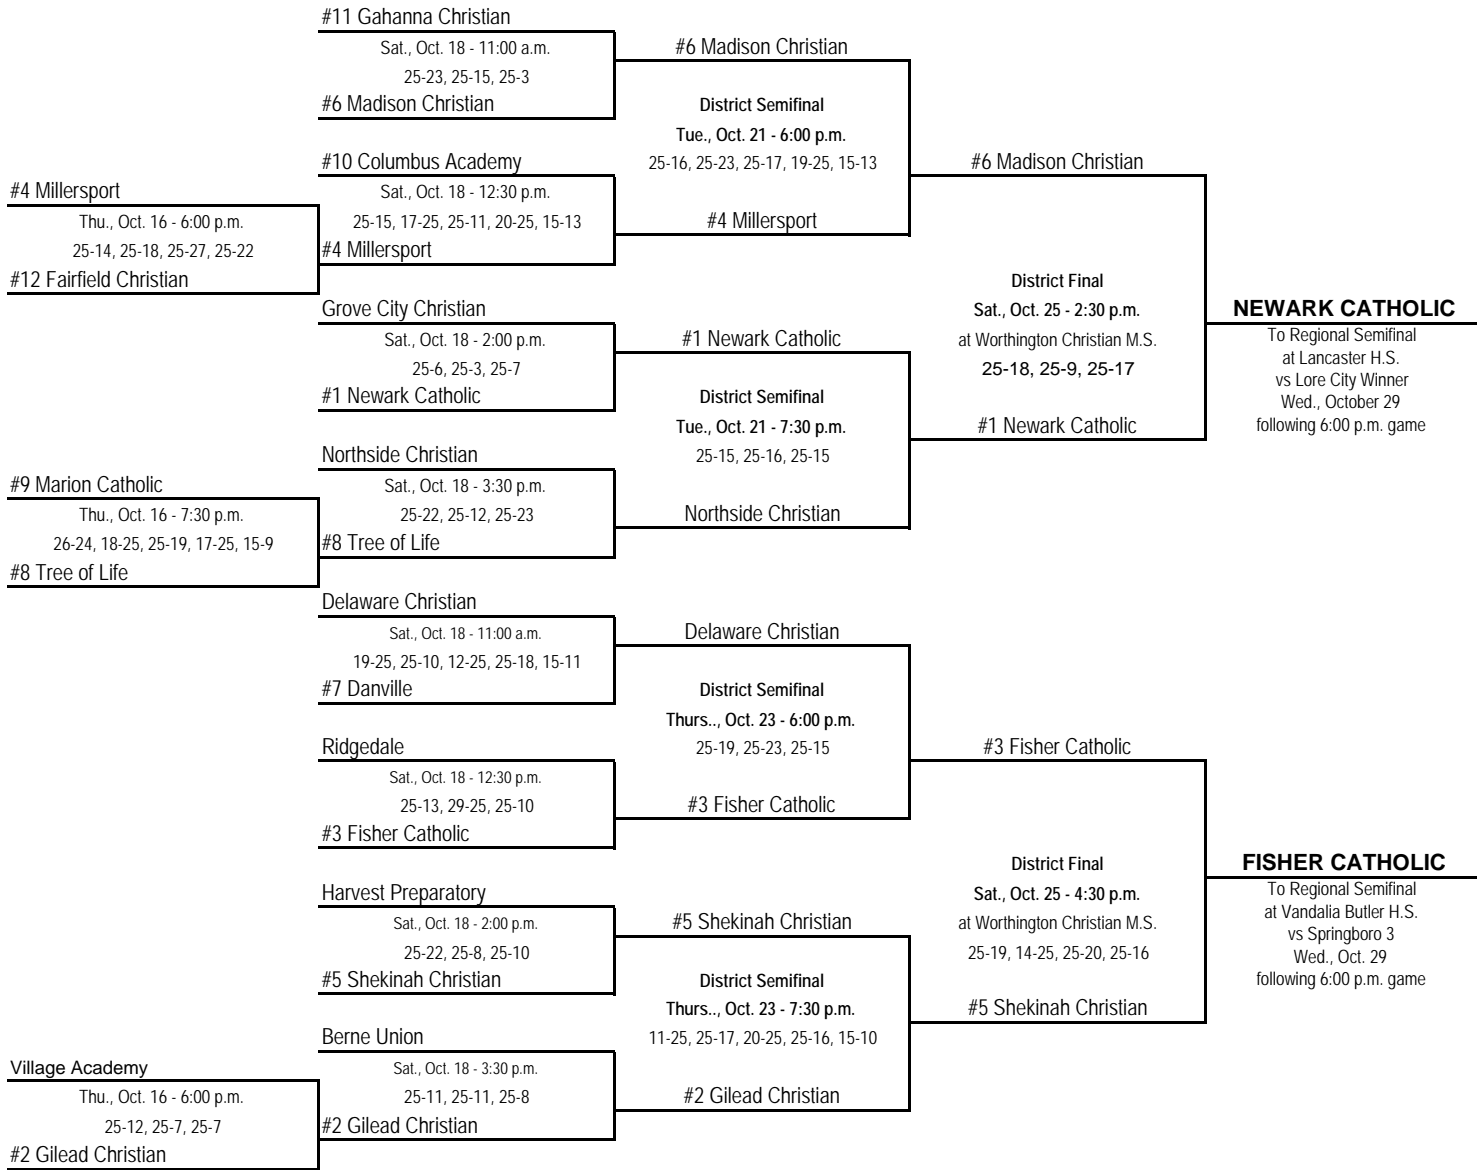 #11 Gahanna Christian
Sat., Oct. 18 - 11:00 a.m.
25-23, 25-15, 25-3
#6 Madison Christian
#10 Columbus Academy
Sat., Oct. 18 - 12:30 p.m.
25-15, 17-25, 25-11, 20-25, 15-13
#4 Millersport
#4 Millersport
Thu., Oct. 16 - 6:00 p.m.
25-14, 25-18, 25-27, 25-22
#12 Fairfield Christian
#6 Madison Christian
District Semifinal
Tue., Oct. 21 - 6:00 p.m.
25-16, 25-23, 25-17, 19-25, 15-13
#4 Millersport
Grove City Christian
Sat., Oct. 18 - 2:00 p.m.
25-6, 25-3, 25-7
#1 Newark Catholic
Northside Christian
Sat., Oct. 18 - 3:30 p.m.
25-22, 25-12, 25-23
#8 Tree of Life
#9 Marion Catholic
Thu., Oct. 16 - 7:30 p.m.
26-24, 18-25, 25-19, 17-25, 15-9
#8 Tree of Life
#1 Newark Catholic
District Semifinal
Tue., Oct. 21 - 7:30 p.m.
25-15, 25-16, 25-15
Northside Christian
#6 Madison Christian
District Final
Sat., Oct. 25 - 2:30 p.m.
at Worthington Christian M.S.
25-18, 25-9, 25-17
#1 Newark Catholic
NEWARK CATHOLIC
To Regional Semifinal
at Lancaster H.S.
vs Lore City Winner
Wed., October 29
following 6:00 p.m. game
Delaware Christian
Sat., Oct. 18 - 11:00 a.m.
19-25, 25-10, 12-25, 25-18, 15-11
#7 Danville
Ridgedale
Sat., Oct. 18 - 12:30 p.m.
25-13, 29-25, 25-10
#3 Fisher Catholic
Delaware Christian
District Semifinal
Thurs.., Oct. 23 - 6:00 p.m.
25-19, 25-23, 25-15
#3 Fisher Catholic
Harvest Preparatory
Sat., Oct. 18 - 2:00 p.m.
25-22, 25-8, 25-10
#5 Shekinah Christian
Berne Union
Sat., Oct. 18 - 3:30 p.m.
25-11, 25-11, 25-8
#2 Gilead Christian
Village Academy
Thu., Oct. 16 - 6:00 p.m.
25-12, 25-7, 25-7
#2 Gilead Christian
#5 Shekinah Christian
District Semifinal
Thurs.., Oct. 23 - 7:30 p.m.
11-25, 25-17, 20-25, 25-16, 15-10
#2 Gilead Christian
#3 Fisher Catholic
District Final
Sat., Oct. 25 - 4:30 p.m.
at Worthington Christian M.S.
25-19, 14-25, 25-20, 25-16
#5 Shekinah Christian
FISHER CATHOLIC
To Regional Semifinal
at Vandalia Butler H.S.
vs Springboro 3
Wed., Oct. 29
following 6:00 p.m. game